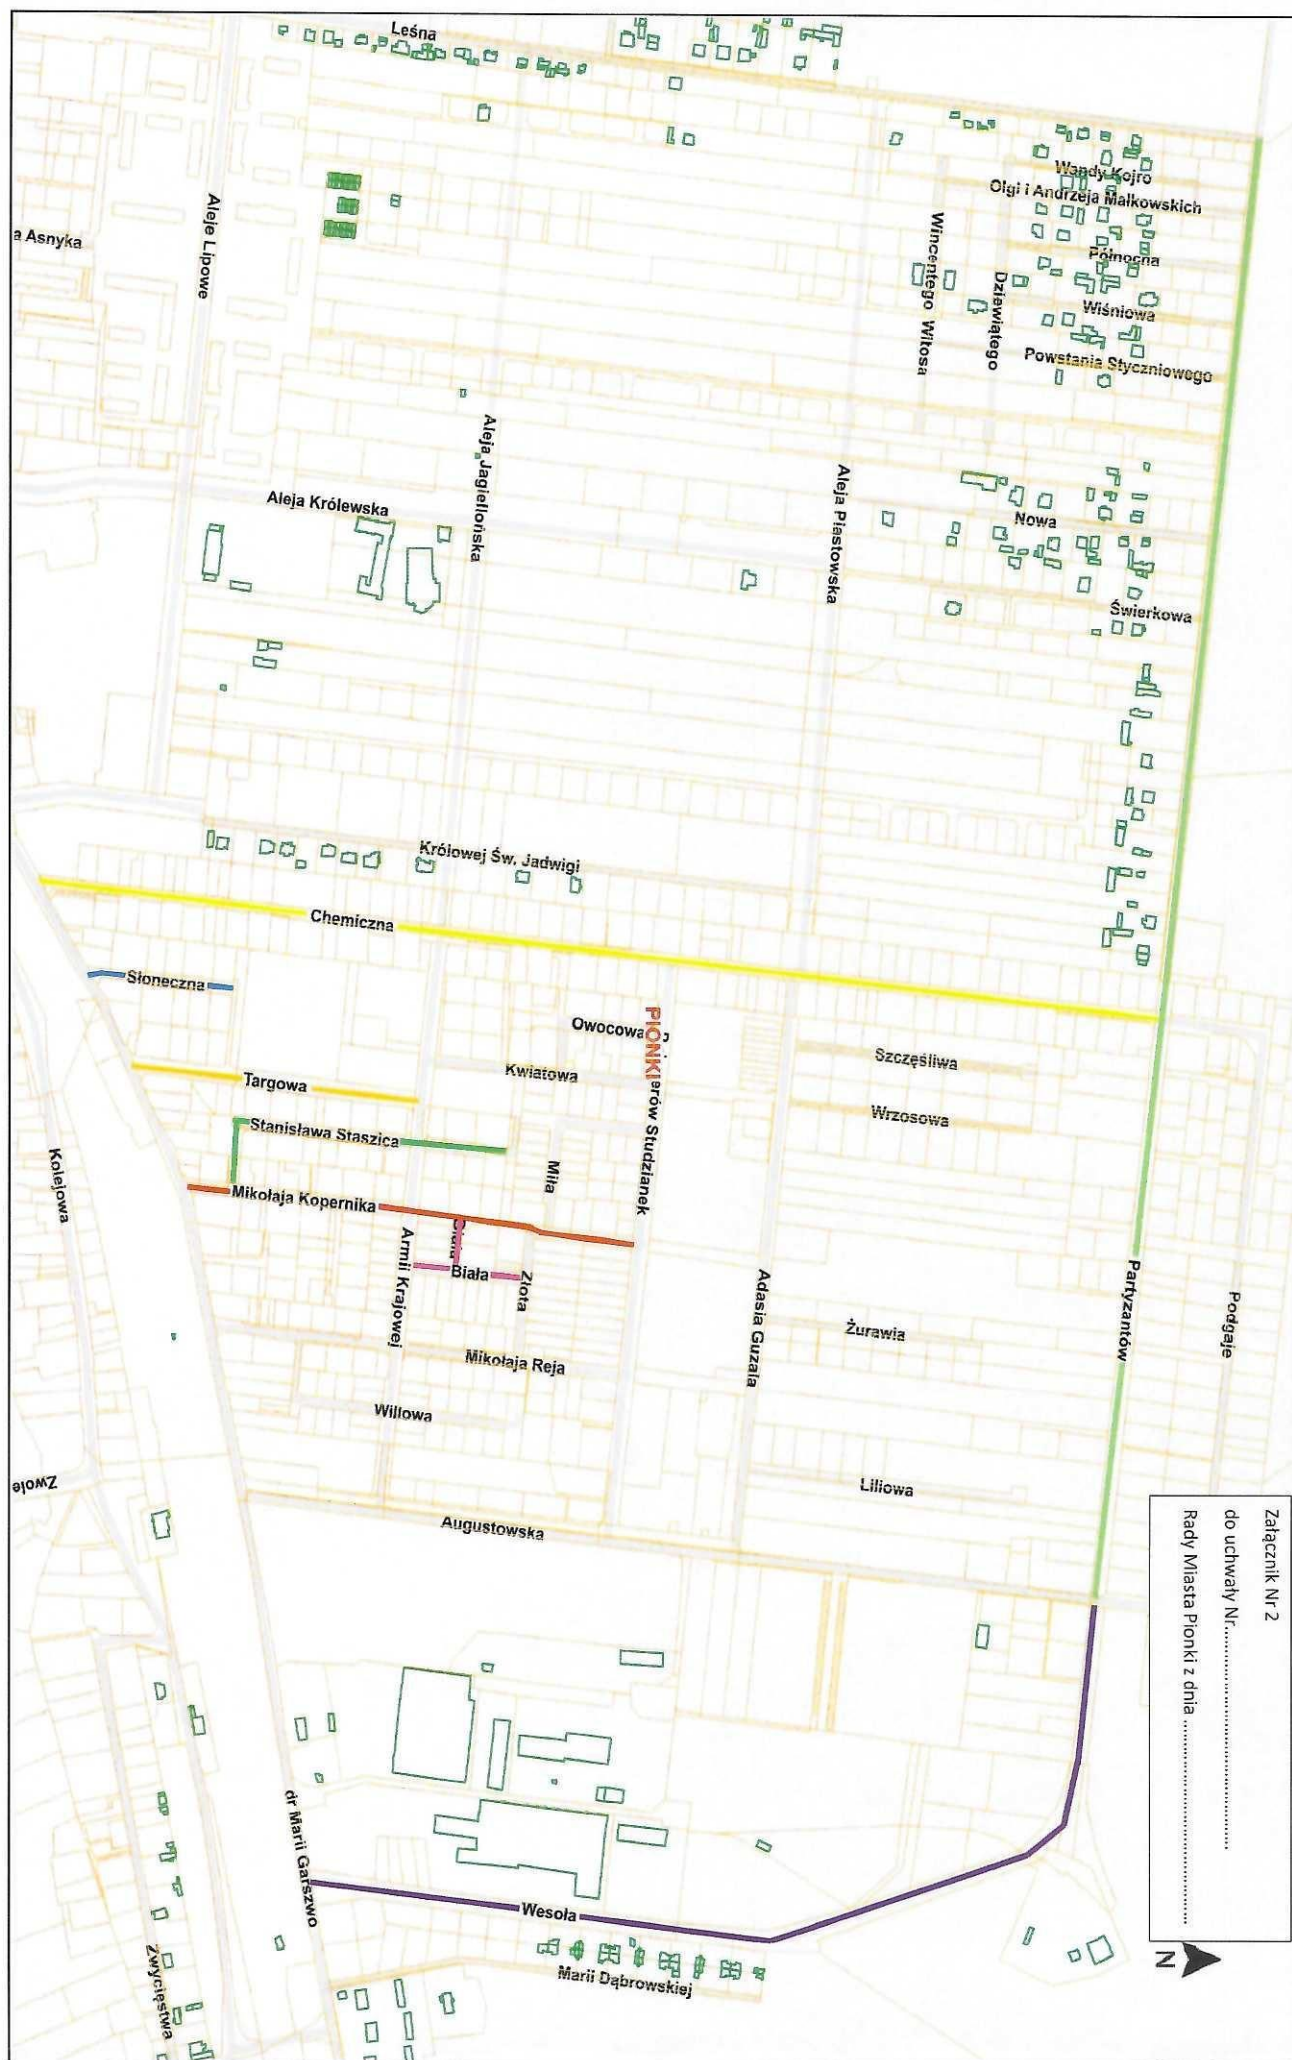 Załącznik Nr 2
do uchwały Nr..........................................
Rady Miasta Pionki z dnia ..........................................
N
Leśna
Wandy Kojro
Olgi i Andrzeja Małkowskich
Północna
Wiśniowa
Powstania Styczniowego
Wincentego Witosa
Dziewiątego
a Asnyka
Aleje Lipowe
Aleja Jagiellońska
Aleja Królewska
Aleja Piastowska
Nowa
Świerkowa
Królowej Św. Jadwigi
Chemiczna
Słoneczna
Owocowa
PIONKI
erów Studzianek
Kwiatowa
Szczęśliwa
Wrzosowa
Targowa
Stanisława Staszica
Miła
Mikołaja Kopernika
Kolejowa
Armii Krajowej
Biała
Złota
Adasia Guzala
Żurawia
Partyzantów
Podgaje
Mikołaja Reja
Willowa
Liliowa
Zwole
Augustowska
dr Marii Garszwo
Wesoła
Marii Dąbrowskiej
Zwycięstwa